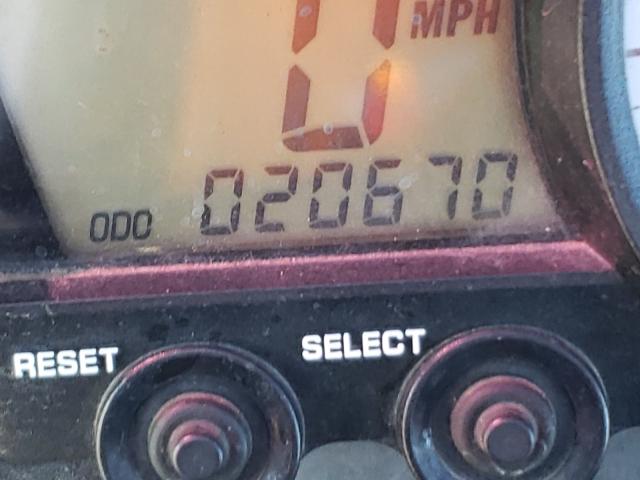 0 MPH
ODO 020670
RESET SELECT